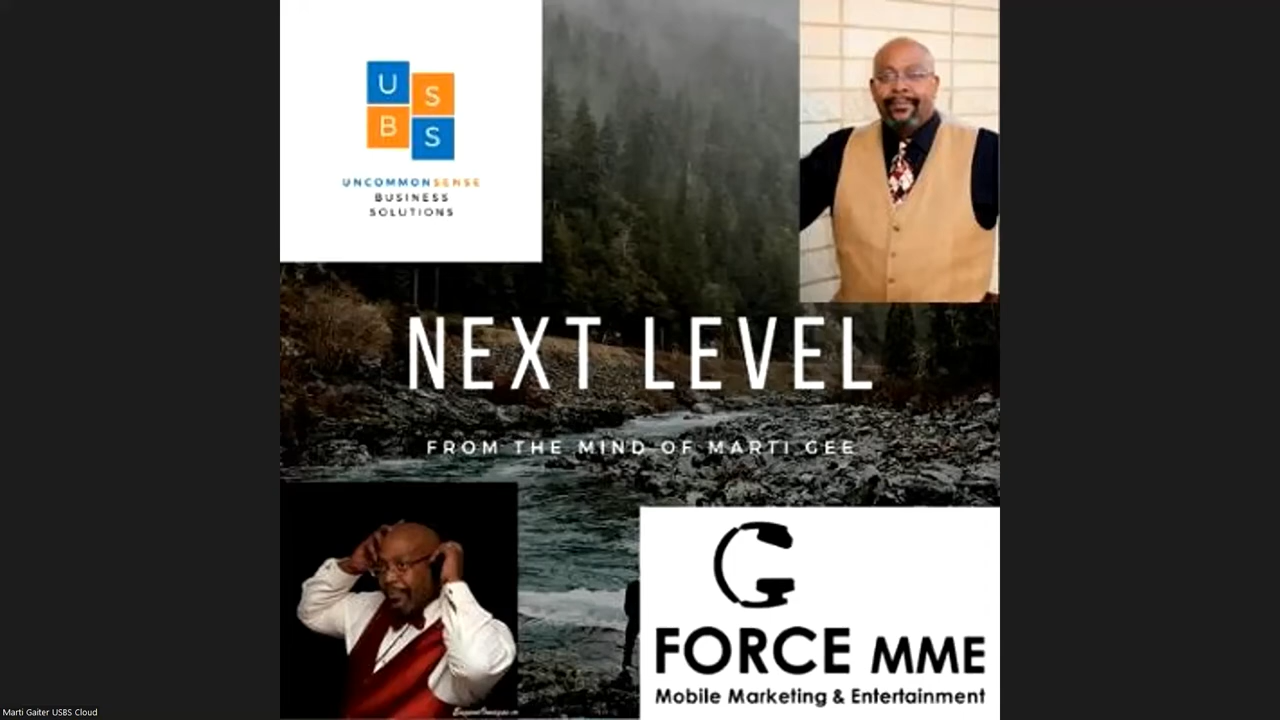 U
S
B
S
UNCOMMONSENSE
BUSINESS
SOLUTIONS
NEXT LEVEL
FROM THE MIND OF MARTI GEE
G
FORCE MME
Mobile Marketing & Entertainment
Marti Gaiter USBS Cloud